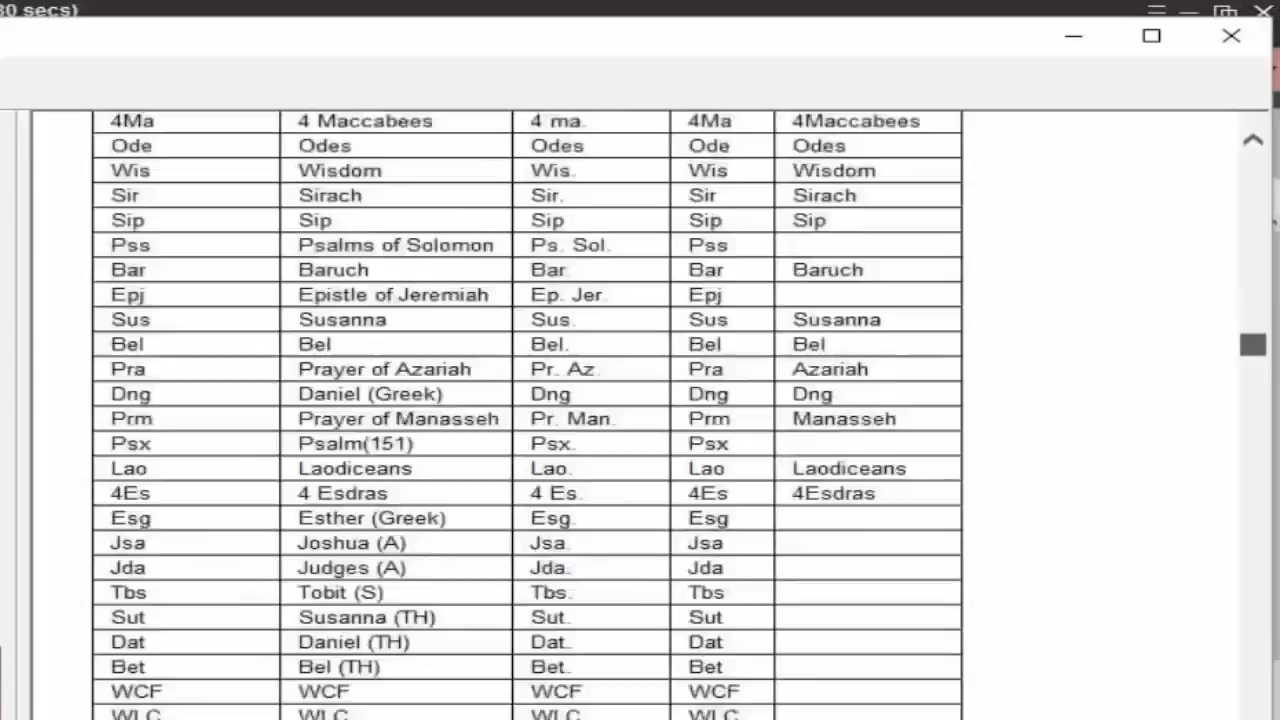 30 secs)
4Ma 4 Maccabees 4 ma. 4Ma 4Maccabees
Ode Odes Odes Ode Odes
Wis Wisdom Wis. Wis Wisdom
Sir Sirach Sir. Sir Sirach
Sip Sip Sip Sip Sip
Pss Psalms of Solomon Ps. Sol. Pss
Bar Baruch Bar. Bar Baruch
Epj Epistle of Jeremiah Ep. Jer. Epj
Sus Susanna Sus. Sus Susanna
Bel Bel Bel. Bel Bel
Pra Prayer of Azariah Pr. Az. Pra Azariah
Dng Daniel (Greek) Dng Dng Dng
Prm Prayer of Manasseh Pr. Man. Prm Manasseh
Psx Psalm(151) Psx. Psx
Lao Laodiceans Lao. Lao Laodiceans
4Es 4 Esdras 4 Es. 4Es 4Esdras
Esg Esther (Greek) Esg. Esg
Jsa Joshua (A) Jsa. Jsa
Jda Judges (A) Jda. Jda
Tbs Tobit (S) Tbs. Tbs
Sut Susanna (TH) Sut. Sut
Dat Daniel (TH) Dat. Dat
Bet Bel (TH) Bet. Bet
WCF WCF WCF WCF
WLC WLC WLC WLC